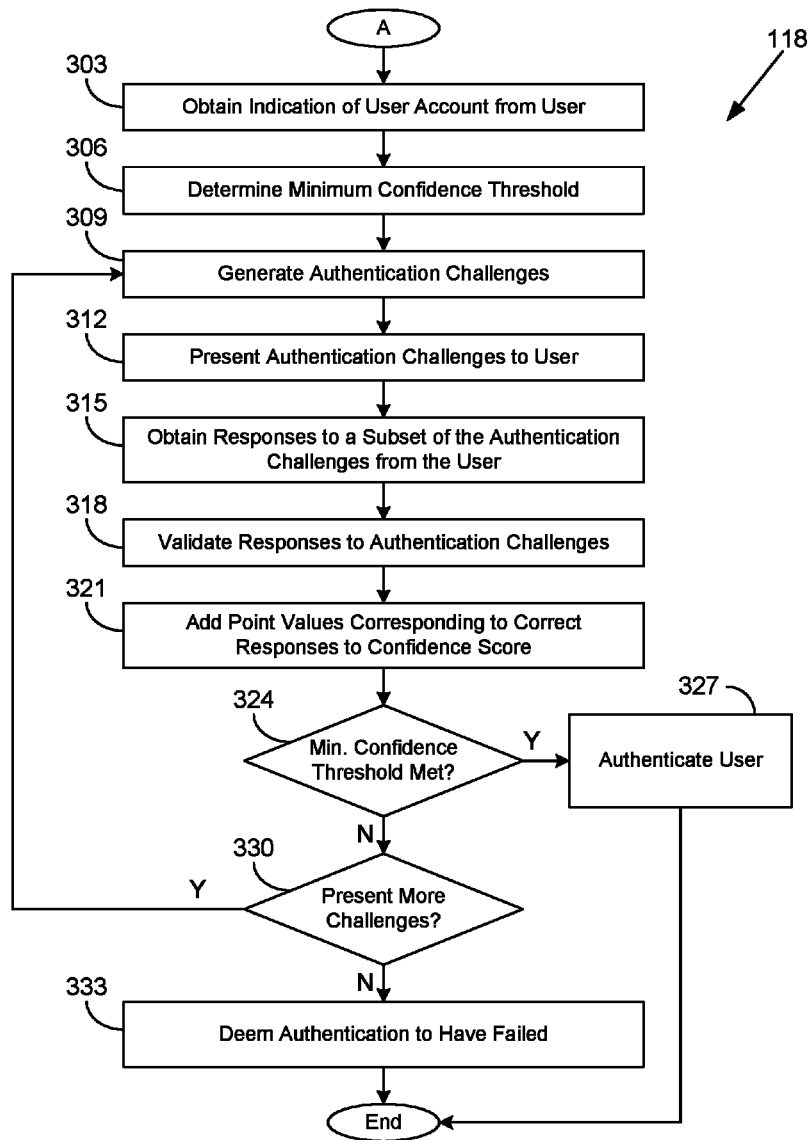 A
118
303
Obtain Indication of User Account from User
306
Determine Minimum Confidence Threshold
309
Generate Authentication Challenges
312
Present Authentication Challenges to User
315
Obtain Responses to a Subset of the Authentication
Challenges from the User
318
Validate Responses to Authentication Challenges
321
Add Point Values Corresponding to Correct
Responses to Confidence Score
324
Min. Confidence
Threshold Met?
Y
327
Authenticate User
N
330
Y
Present More
Challenges?
N
333
Deem Authentication to Have Failed
End